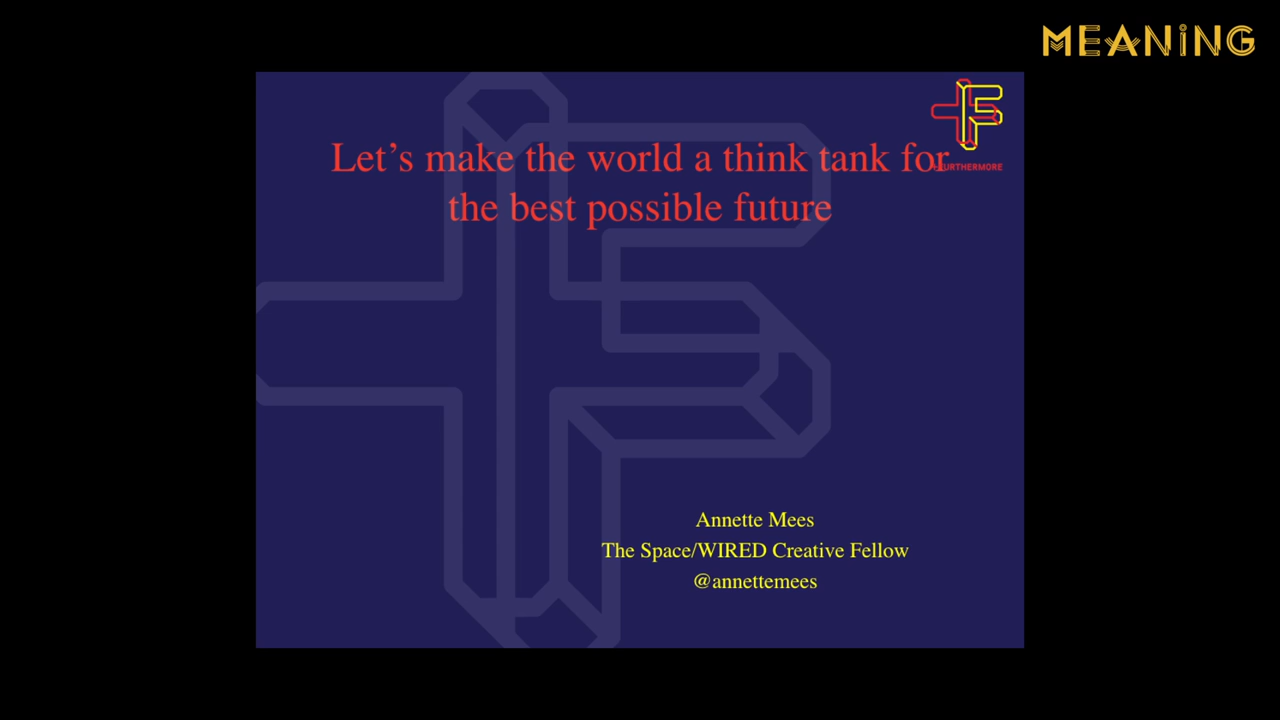 MEANiNG
Let's make the world a think tank for
the best possible future
Annette Mees
The Space/WIRED Creative Fellow
@annettemees